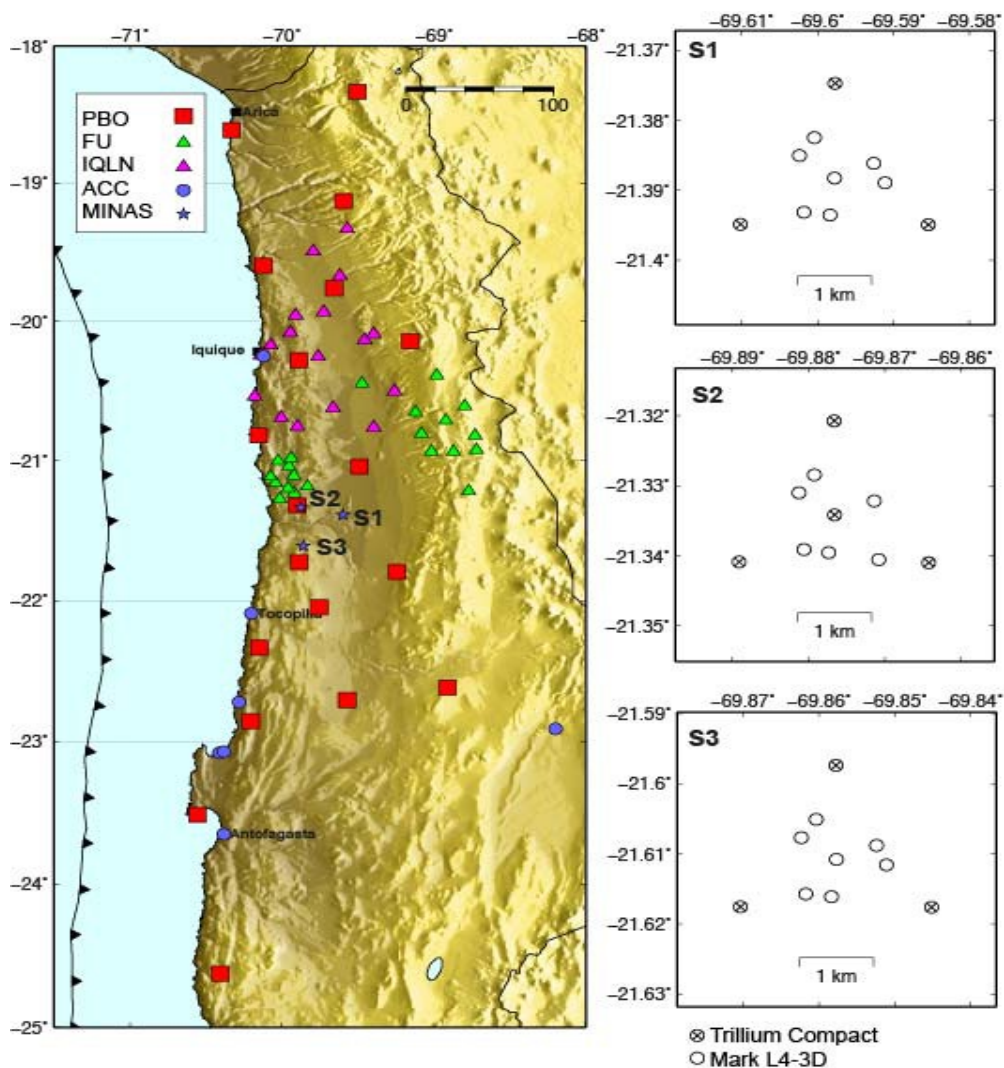 −71° −70° −69° −68°
−18°
−19°
−20°
−21°
−22°
−23°
−24°
−25°
PBO
FU
IQLN
ACC
MINAS
0 100
Arica
Iquique
S2
S1
S3
Tocopilla
Antofagasta
−69.61° −69.6° −69.59° −69.58°
S1
−21.37°
−21.38°
−21.39°
−21.4°
1 km
−69.89° −69.88° −69.87° −69.86°
S2
−21.32°
−21.33°
−21.34°
−21.35°
1 km
−69.87° −69.86° −69.85° −69.84°
S3
−21.59°
−21.6°
−21.61°
−21.62°
−21.63°
1 km
Trillium Compact
Mark L4-3D